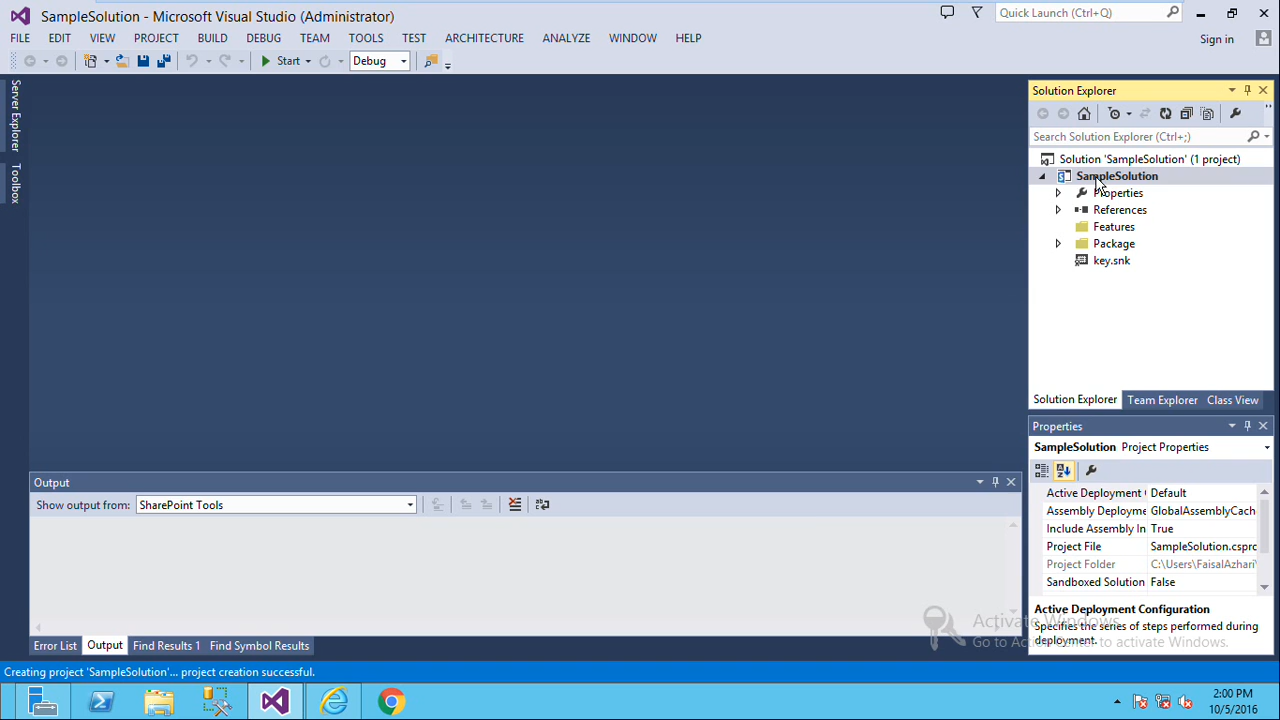 SampleSolution - Microsoft Visual Studio (Administrator)
Quick Launch (Ctrl+Q)
FILE EDIT VIEW PROJECT BUILD DEBUG TEAM TOOLS TEST ARCHITECTURE ANALYZE WINDOW HELP
Sign in
Start Debug
Server Explorer
Toolbox
Solution Explorer
Search Solution Explorer (Ctrl+;)
Solution 'SampleSolution' (1 project)
SampleSolution
Properties
References
Features
Package
key.snk
Solution Explorer Team Explorer Class View
Properties
SampleSolution Project Properties
Active Deployment Default
Assembly Deployme GlobalAssemblyCach
Include Assembly In True
Project File SampleSolution.cspro
Project Folder C:\Users\FaisalAzhari\
Sandboxed Solution False
Active Deployment Configuration
Specifies the series of steps performed during
deployment.
Output
Show output from: SharePoint Tools
Activate Windows
Go to Action Center to activate Windows.
Error List Output Find Results 1 Find Symbol Results
Creating project 'SampleSolution'... project creation successful.
2:00 PM
10/5/2016